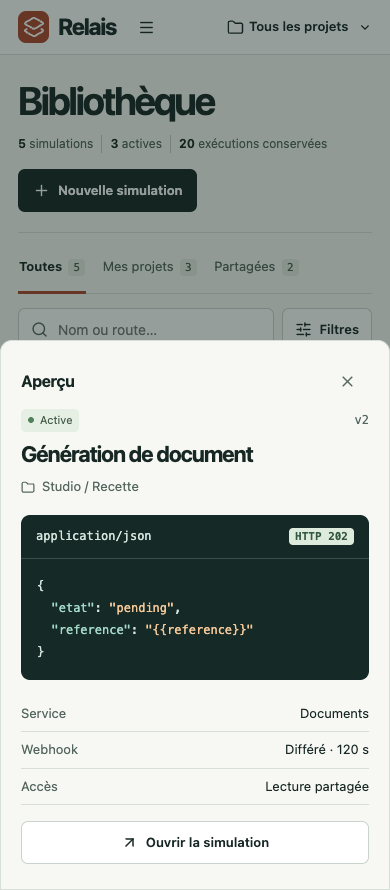 Relais
Tous les projets
Bibliothèque
5 simulations 3 actives 20 exécutions conservées
Nouvelle simulation
Toutes 5 Mes projets 3 Partagées 2
Nom ou route...
Filtres
Aperçu
Active
v2
Génération de document
Studio / Recette
application/json
HTTP 202
{
"etat": "pending",
"reference": "{{reference}}"
}
Service Documents
Webhook Différé · 120 s
Accès Lecture partagée
Ouvrir la simulation